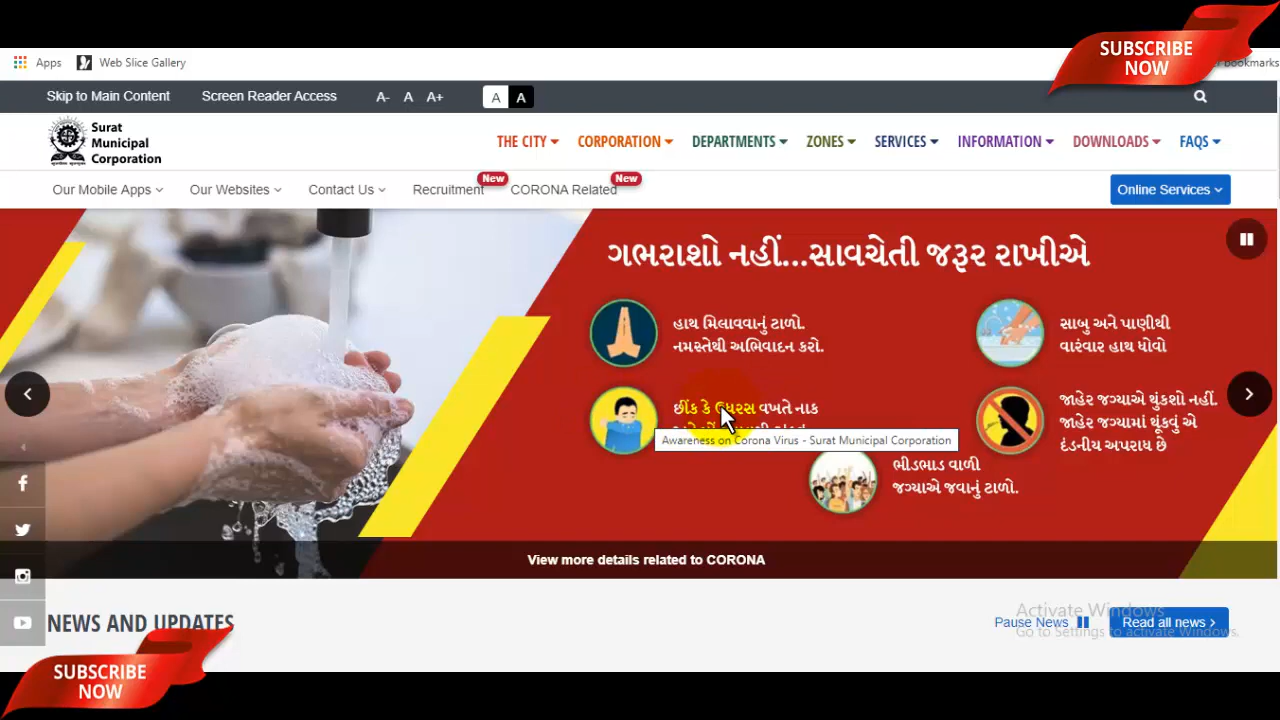 SUBSCRIBE
NOW
Apps
Web Slice Gallery
bookmarks
Skip to Main Content
Screen Reader Access
A-
A
A+
A
A
Surat
Municipal
Corporation
THE CITY
CORPORATION
DEPARTMENTS
ZONES
SERVICES
INFORMATION
DOWNLOADS
FAQS
Our Mobile Apps
Our Websites
Contact Us
Recruitment
New
CORONA Related
New
Online Services
ગભરાશો નહીં...સાવચેતી જરૂર રાખીએ
હાથ મિલાવવાનું ટાળો.
નમસ્તેથી અભિવાદન કરો.
સાબુ અને પાણીથી
વારંવાર હાથ ધોવો
છીંક કે ઉધરસ વખતે નાક
Awareness on Corona Virus - Surat Municipal Corporation
જાહેર જગ્યાએ થુંકશો નહીં.
જાહેર જગ્યામાં થૂંકવું એ
દંડનીય અપરાધ છે
ભીડભાડ વાળી
જગ્યાએ જવાનું ટાળો.
View more details related to CORONA
NEWS AND UPDATES
Pause News
Read all news
Activate Windows
Go to Settings to activate Windows.
SUBSCRIBE
NOW